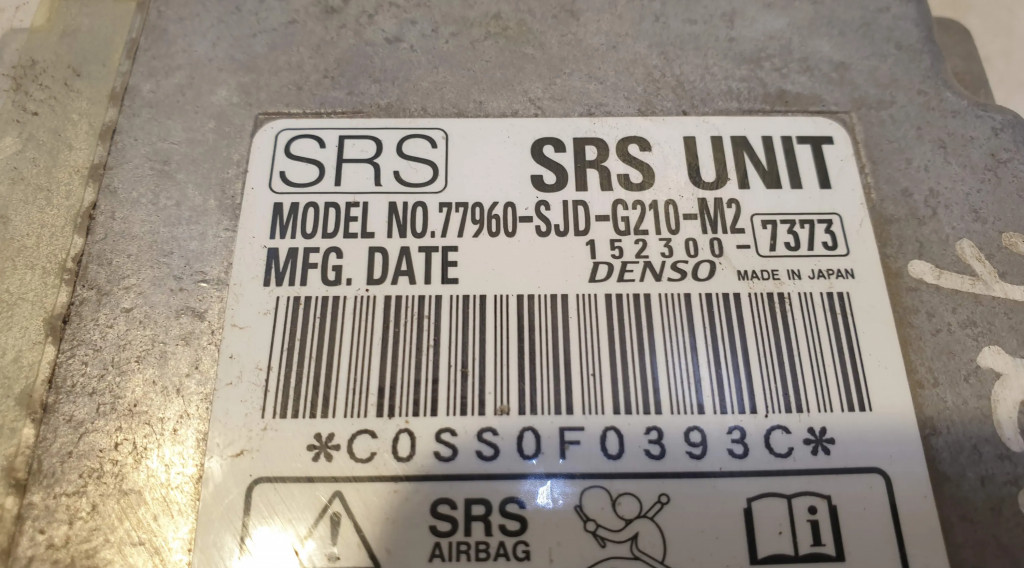 SRS SRS UNIT
MODEL NO.77960-SJD-G210-M2
152300-7373
MFG. DATE DENSO MADE IN JAPAN
*C0SS0F0393C*
SRS
AIRBAG